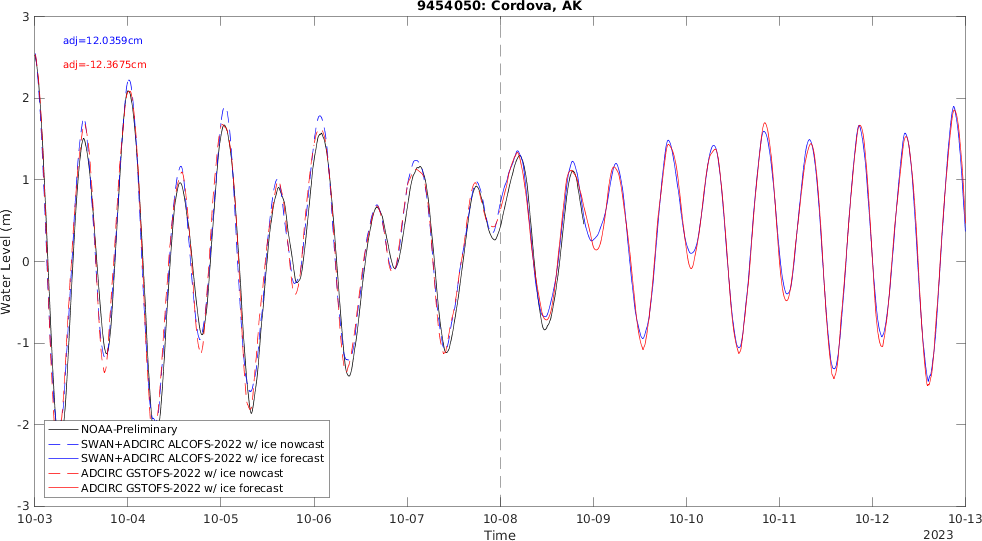 9454050: Cordova, AK
adj=12.0359cm
adj=-12.3675cm
3
2
1
0
-1
-2
-3
Water Level (m)
NOAA-Preliminary
SWAN+ADCIRC ALCOFS-2022 w/ ice nowcast
SWAN+ADCIRC ALCOFS-2022 w/ ice forecast
ADCIRC GSTOFS-2022 w/ ice nowcast
ADCIRC GSTOFS-2022 w/ ice forecast
10-03 10-04 10-05 10-06 10-07 10-08 10-09 10-10 10-11 10-12 10-13
Time
2023